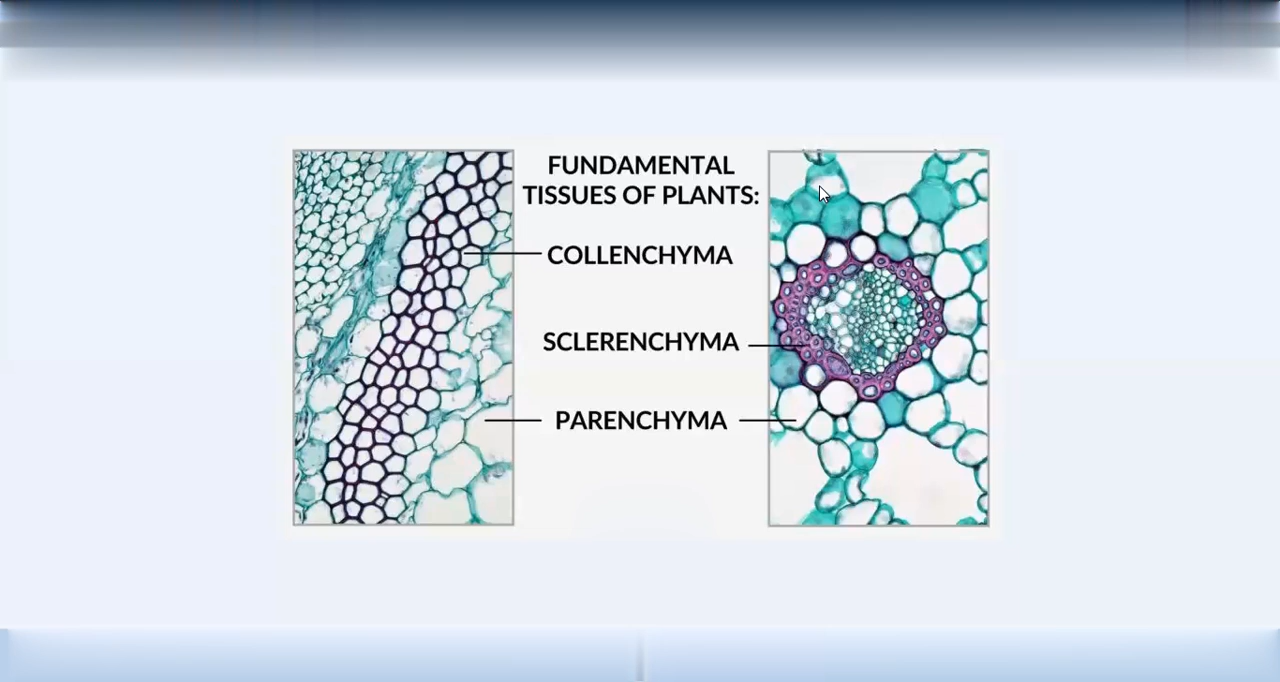 FUNDAMENTAL
TISSUES OF PLANTS:
COLLENCHYMA
SCLERENCHYMA
PARENCHYMA